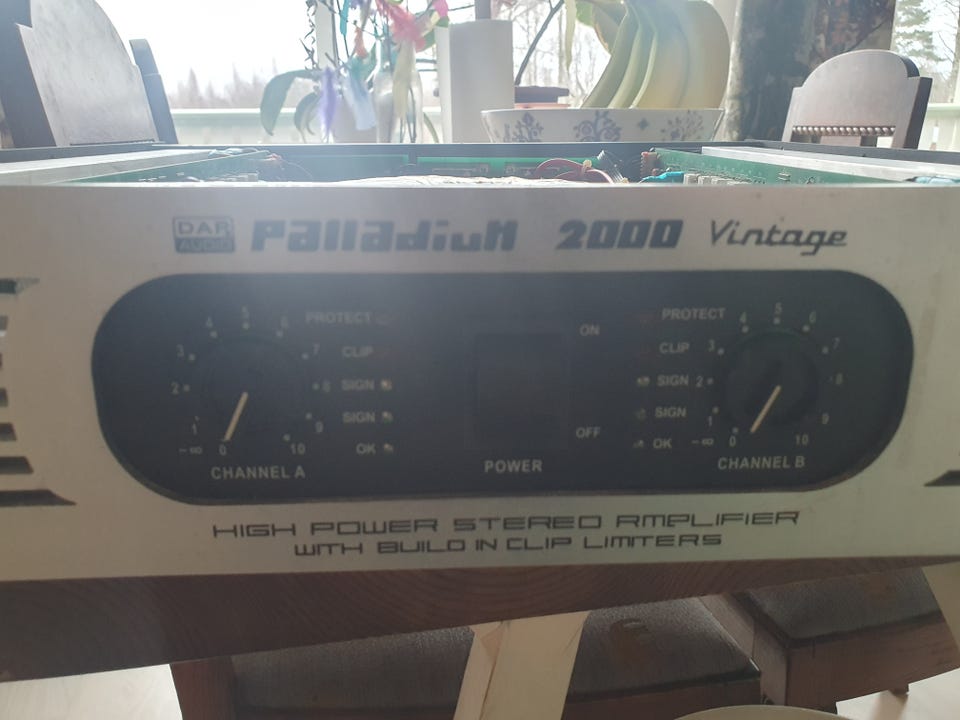 DAR AUDIO Palladium 2000 Vintage
PROTECT
CLIP
SIGN
SIGN
OK
-∞ 0 1 2 3 4 5 6 7 8 9 10
CHANNEL A
ON
OFF
POWER
PROTECT
CLIP
SIGN
SIGN
OK
-∞ 0 1 2 3 4 5 6 7 8 9 10
CHANNEL B
HIGH POWER STEREO AMPLIFIER
WITH BUILD IN CLIP LIMITERS